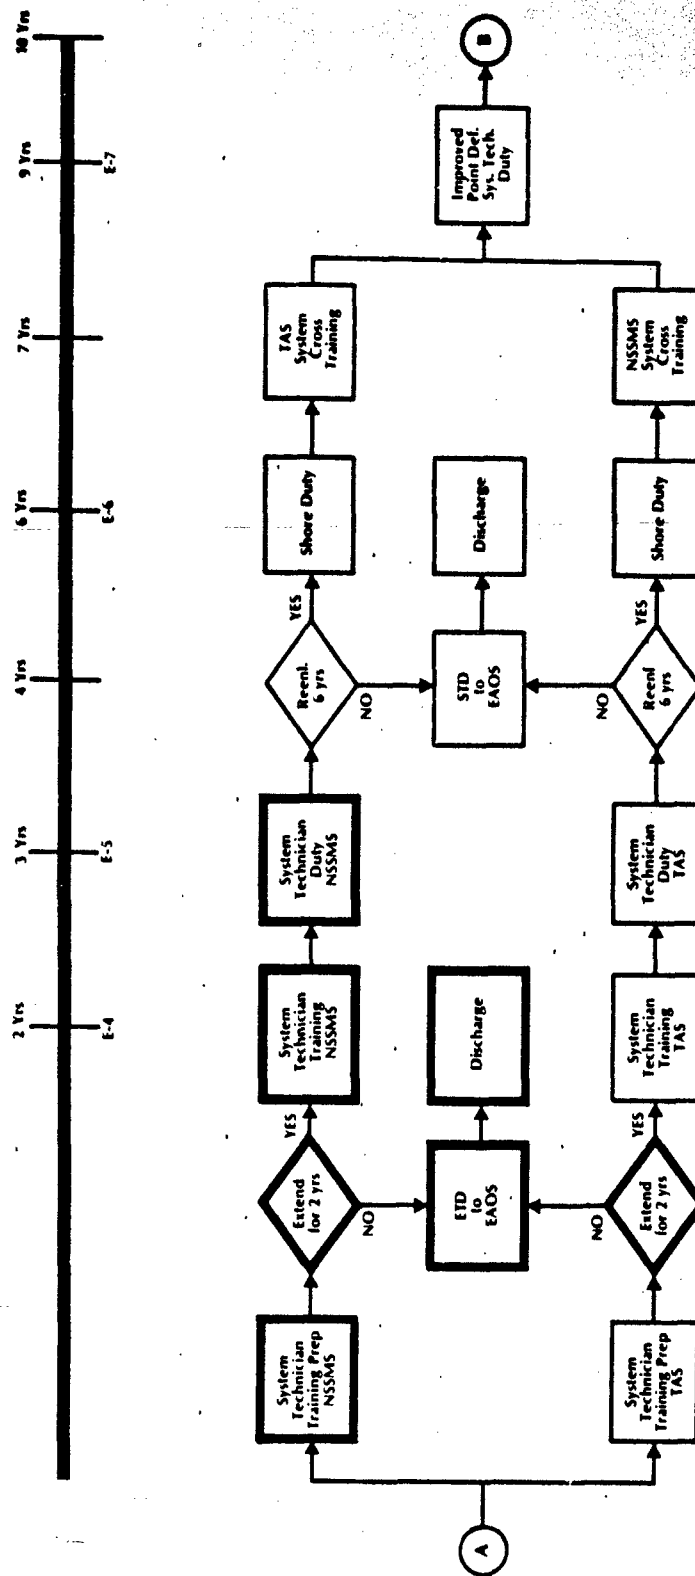 2 Yrs
3 Yrs
4 Yrs
6 Yrs
7 Yrs
9 Yrs
10 Yrs
E-4
E-5
E-6
E-7
A
System
Technician
Training Prep
NSSMS
Extend
for 2 yrs
YES
NO
System
Technician
Training
NSSMS
System
Technician
Duty
NSSMS
Reenl.
6 yrs
YES
NO
Shore Duty
TAS
System
Cross
Training
ETD
to
EAOS
Discharge
STD
to
EAOS
Discharge
Improved
Point Def.
Sys. Tech.
Duty
B
System
Technician
Training Prep
TAS
Extend
for 2 yrs
YES
NO
System
Technician
Training
TAS
System
Technician
Duty
TAS
Reenl
6 yrs
YES
NO
Shore Duty
NSSMS
System
Cross
Training